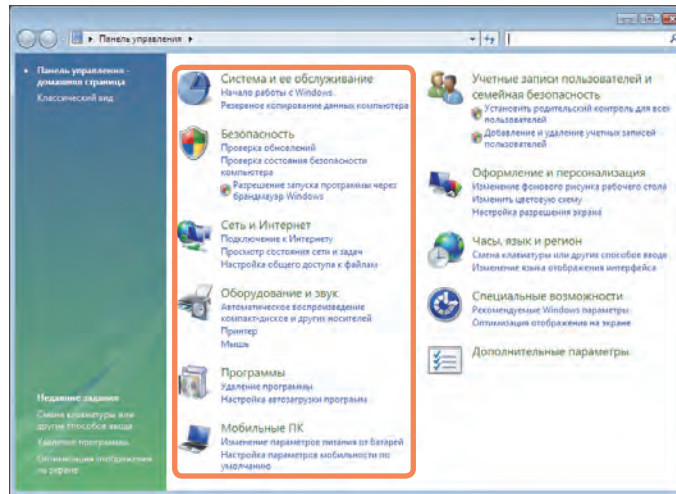 Панель управления
Панель управления -
домашняя страница
Классический вид
Система и ее обслуживание
Начало работы с Windows
Резервное копирование данных компьютера
Безопасность
Проверка обновлений
Проверка состояния безопасности
компьютера
Разрешение запуска программы через
брандмауэр Windows
Сеть и Интернет
Подключение к Интернету
Просмотр состояния сети и задач
Настройка общего доступа к файлам
Оборудование и звук
Автоматическое воспроизведение
компакт-дисков и других носителей
Принтер
Мышь
Программы
Удаление программы
Настройка автозагрузки программ
Мобильные ПК
Изменение параметров питания от батарей
Настройка параметров мобильности по
умолчанию
Учетные записи пользователей и
семейная безопасность
Установить родительский контроль для всех
пользователей
Добавление и удаление учетных записей
пользователей
Оформление и персонализация
Изменение фонового рисунка рабочего стола
Изменить цветовую схему
Настройка разрешения экрана
Часы, язык и регион
Смена клавиатуры или других способов ввода
Изменение языка отображения интерфейса
Специальные возможности
Рекомендуемые Windows параметры
Оптимизация отображения на экране
Дополнительные параметры
Недавние задания
Смена клавиатуры или
других способов ввода
Удаление программы
Оптимизация отображения
на экране